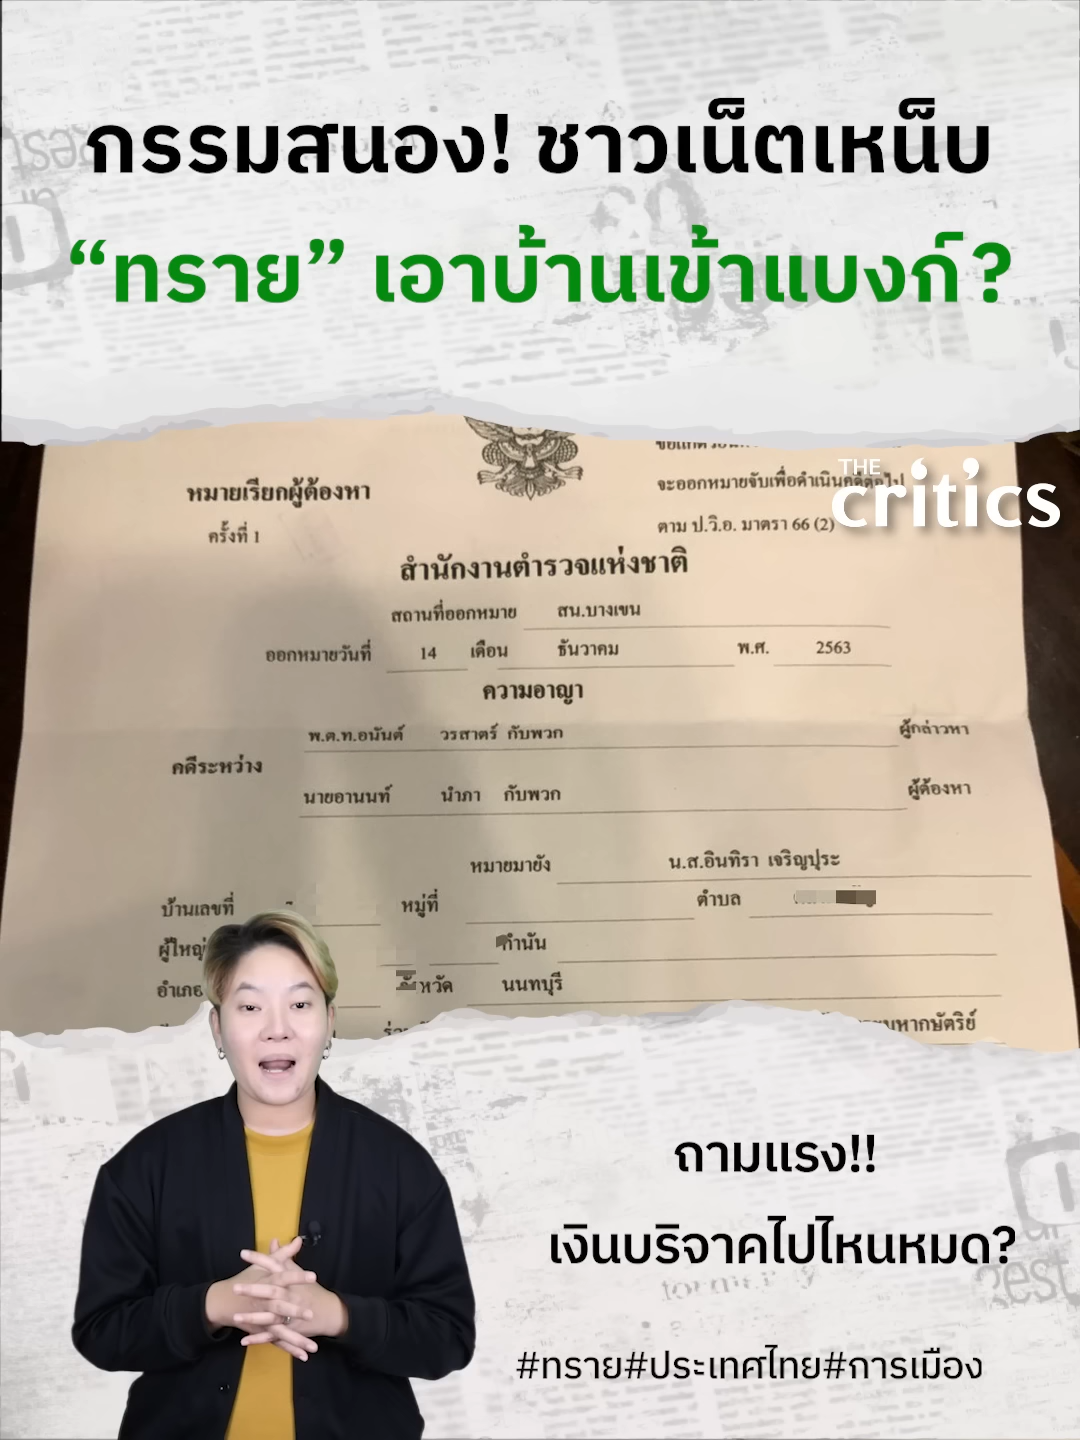 กรรมสนอง! ชาวเน็ตเหน็บ
“ทราย” เอาบ้านเข้าแบงก์?
THE
critics
หมายเรียกผู้ต้องหา
ครั้งที่ 1
จะออกหมายจับเพื่อดำเนินคดีต่อไป
ตาม ป.วิ.อ. มาตรา 66 (2)
สำนักงานตำรวจแห่งชาติ
สถานที่ออกหมาย สน.บางเขน
ออกหมายวันที่ 14 เดือน ธันวาคม พ.ศ. 2563
ความอาญา
พ.ต.ท.อนันต์ วรสาตร์ กับพวก ผู้กล่าวหา
คดีระหว่าง
นายอานนท์ นำภา กับพวก ผู้ต้องหา
หมายมายัง น.ส.อินทิรา เจริญปุระ
บ้านเลขที่ หมู่ที่ ตำบล
กำนัน
นนทบุรี
ถามแรง!!
เงินบริจาคไปไหนหมด?
#ทราย#ประเทศไทย#การเมือง